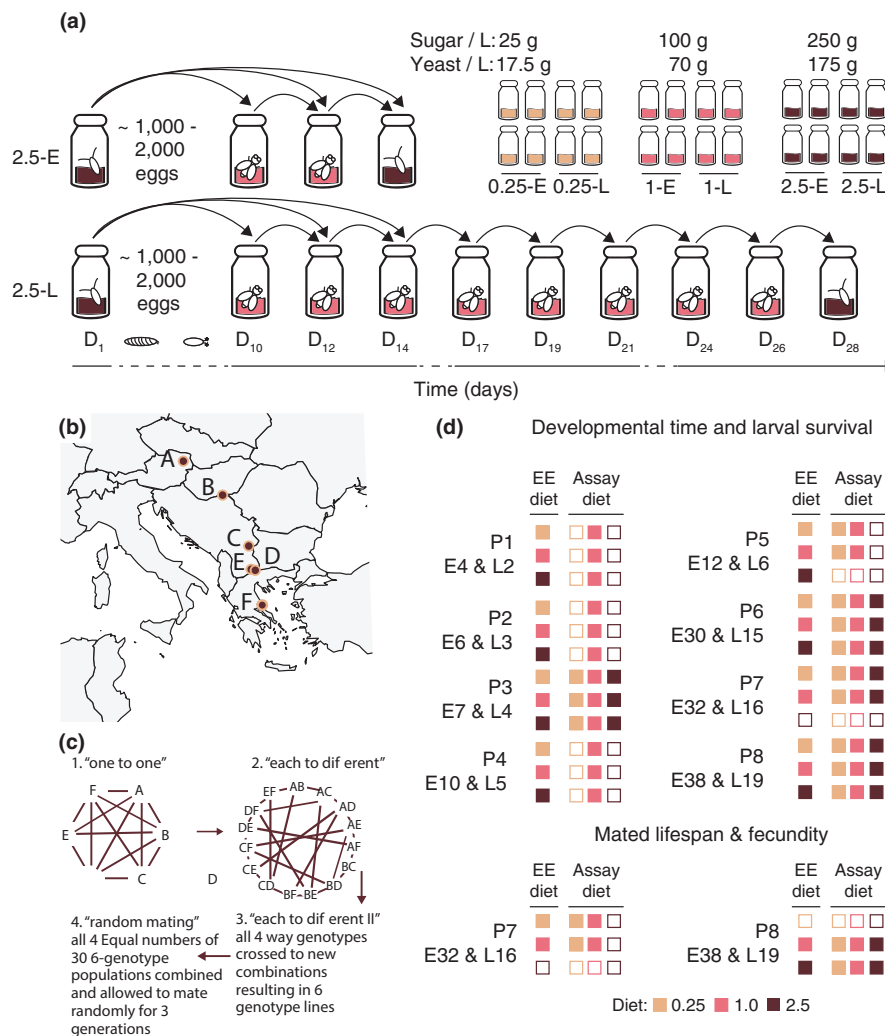 (a)
Sugar / L: 25 g 100 g 250 g
Yeast / L: 17.5 g 70 g 175 g
2.5-E
~ 1,000 -
2,000
eggs
0.25-E 0.25-L 1-E 1-L 2.5-E 2.5-L
2.5-L
~ 1,000 -
2,000
eggs
D1 D10 D12 D14 D17 D19 D21 D24 D26 D28
Time (days)
(b)
A
B
C
D
E
F
(c)
1. “one to one”
F A
E B
C D
2. “each to dif erent”
EF AB AC
DF AD
DE AE
CF AF
CE BC
CD BF BE BD
3. “each to dif erent II”
all 4 way genotypes
crossed to new
combinations
resulting in 6
genotype lines
4. “random mating”
all 4 Equal numbers of
30 6-genotype
populations combined
and allowed to mate
randomly for 3
generations
(d) Developmental time and larval survival
EE diet Assay diet
P1
E4 & L2
P2
E6 & L3
P3
E7 & L4
P4
E10 & L5
EE diet Assay diet
P5
E12 & L6
P6
E30 & L15
P7
E32 & L16
P8
E38 & L19
Mated lifespan & fecundity
EE diet Assay diet
P7
E32 & L16
EE diet Assay diet
P8
E38 & L19
Diet: 0.25 1.0 2.5